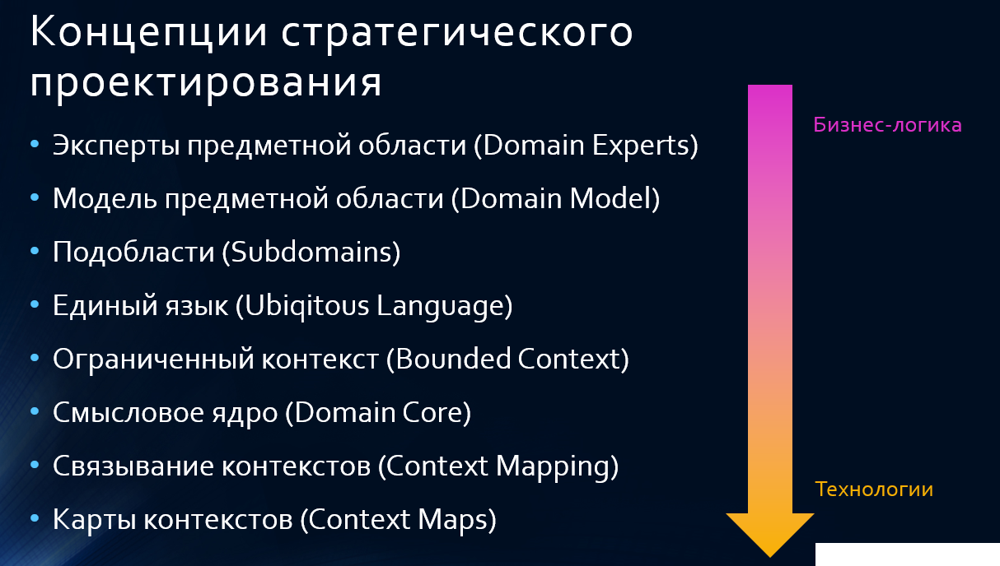 Концепции стратегического
проектирования
• Эксперты предметной области (Domain Experts)
• Модель предметной области (Domain Model)
• Подобласти (Subdomains)
• Единый язык (Ubiqitous Language)
• Ограниченный контекст (Bounded Context)
• Смысловое ядро (Domain Core)
• Связывание контекстов (Context Mapping)
• Карты контекстов (Context Maps)
Бизнес-логика
Технологии